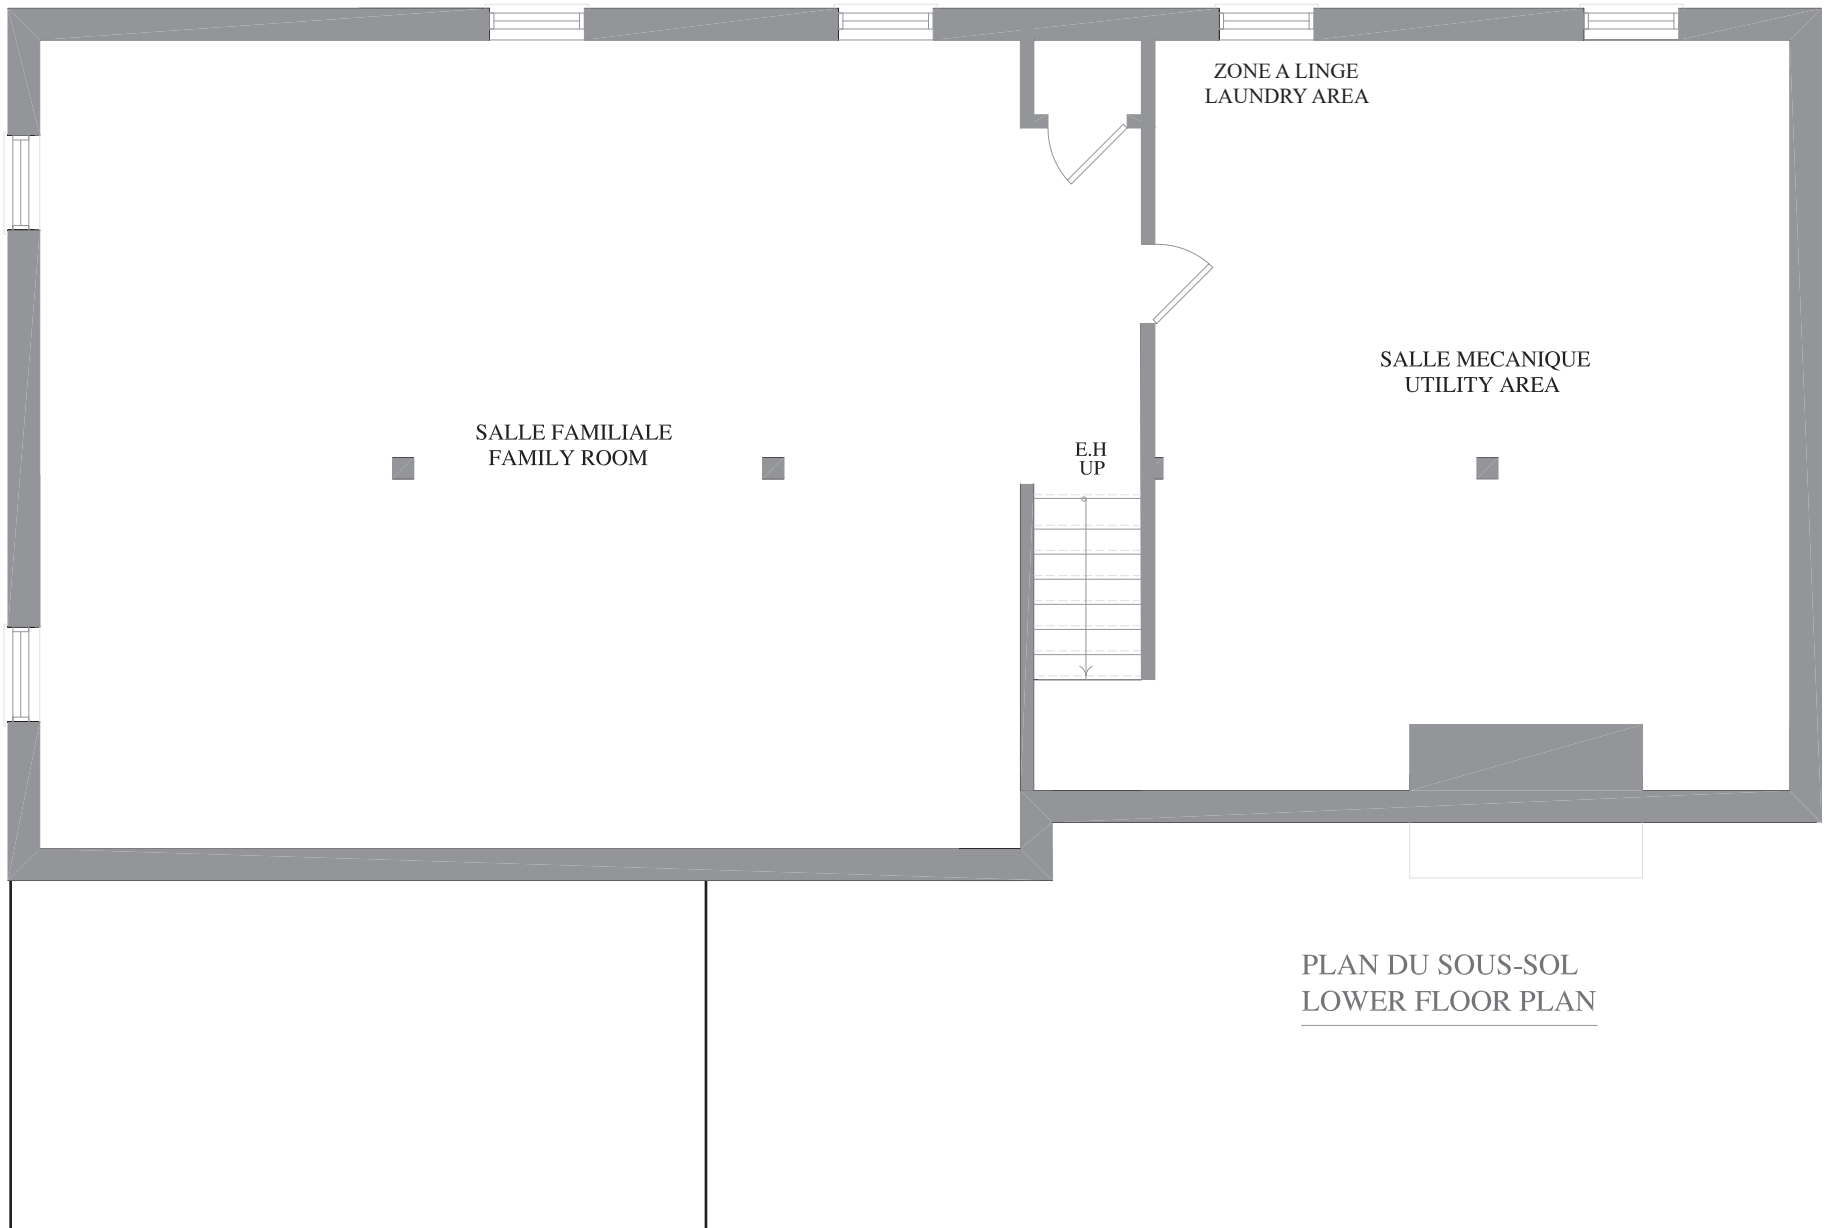 ZONE A LINGE
LAUNDRY AREA
SALLE MECANIQUE
UTILITY AREA
SALLE FAMILIALE
FAMILY ROOM
E.H
UP
PLAN DU SOUS-SOL
LOWER FLOOR PLAN